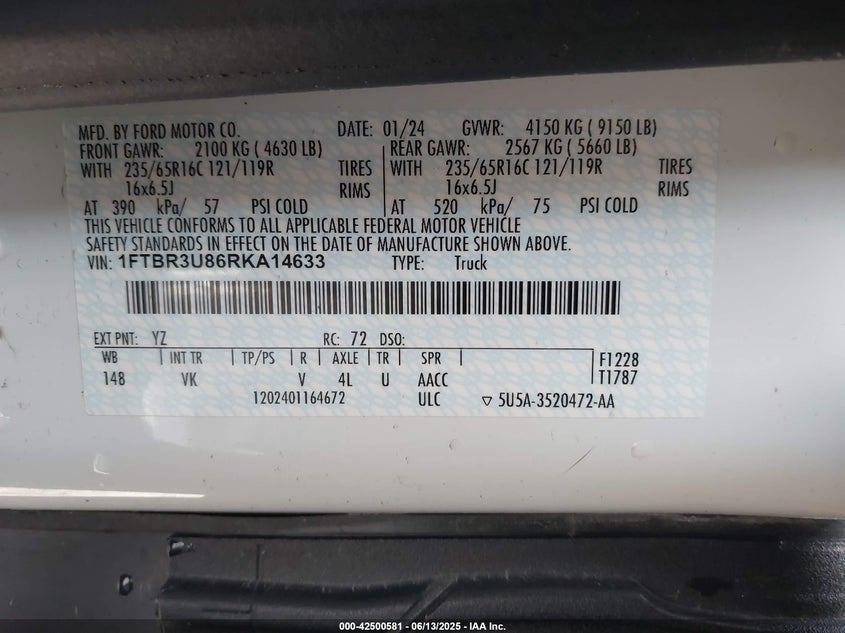 MFD. BY FORD MOTOR CO. DATE: 01/24 GVWR: 4150 KG ( 9150 LB)
FRONT GAWR: 2100 KG ( 4630 LB) REAR GAWR: 2567 KG ( 5660 LB)
WITH 235/65R16C 121/119R TIRES WITH 235/65R16C 121/119R TIRES
16x6.5J RIMS 16x6.5J RIMS
AT 390 kPa/ 57 PSI COLD AT 520 kPa/ 75 PSI COLD
THIS VEHICLE CONFORMS TO ALL APPLICABLE FEDERAL MOTOR VEHICLE
SAFETY STANDARDS IN EFFECT ON THE DATE OF MANUFACTURE SHOWN ABOVE.
VIN: 1FTBR3U86RKA14633 TYPE: Truck
EXT PNT: YZ RC: 72 DSO:
WB INT TR TP/PS R AXLE TR SPR F1228
148 VK V 4L U AACC T1787
1202401164672 ULC ▽ 5U5A-3520472-AA
000-42500581 - 06/13/2025 - IAA Inc.